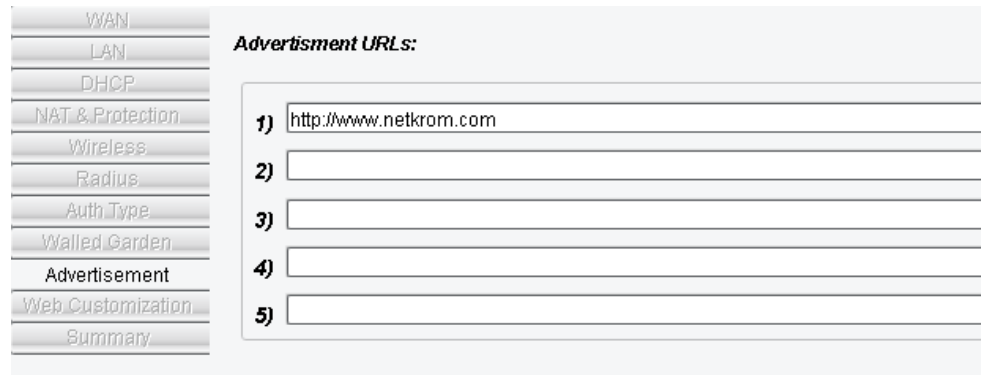 WAN
LAN
DHCP
NAT & Protection
Wireless
Radius
Auth Type
Walled Garden
Advertisement
Web Customization
Summary
Advertisment URLs:
1) http://www.netkrom.com
2)
3)
4)
5)